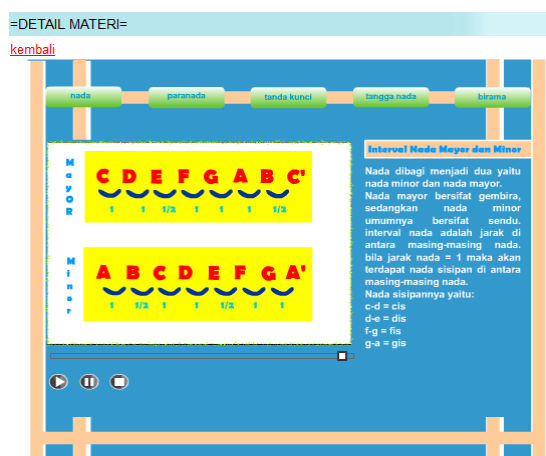 =DETAIL MATERI=
kembali
nada
paranada
tanda kunci
tangga nada
birama
MayOR
C D E F G A B C'
1 1 1/2 1 1 1 1/2
Miner
A B C D E F G A'
1 1/2 1 1 1/2 1 1
Interval Nada Mayor dan Minor
Nada dibagi menjadi dua yaitu
nada minor dan nada mayor.
Nada mayor bersifat gembira,
sedangkan nada minor
umumnya bersifat sendu.
interval nada adalah jarak di
antara masing-masing nada.
bila jarak nada = 1 maka akan
terdapat nada sisipan di antara
masing-masing nada.
Nada sisipannya yaitu:
c-d = cis
d-e = dis
f-g = fis
g-a = gis